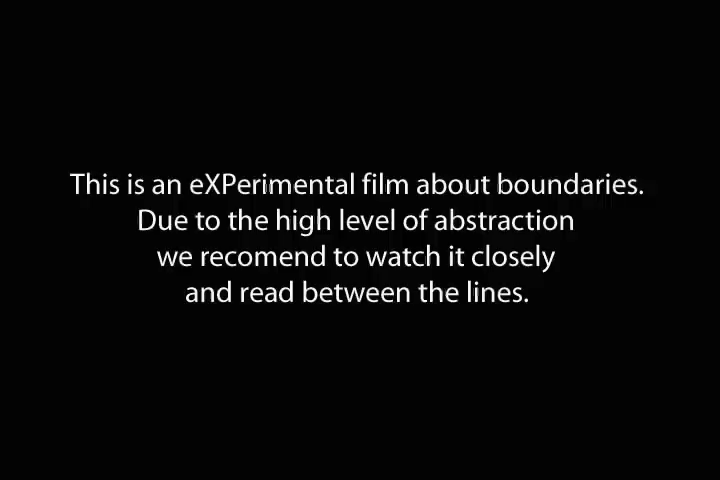 This is an eXPerimental film about boundaries.
Due to the high level of abstraction
we recomend to watch it closely
and read between the lines.